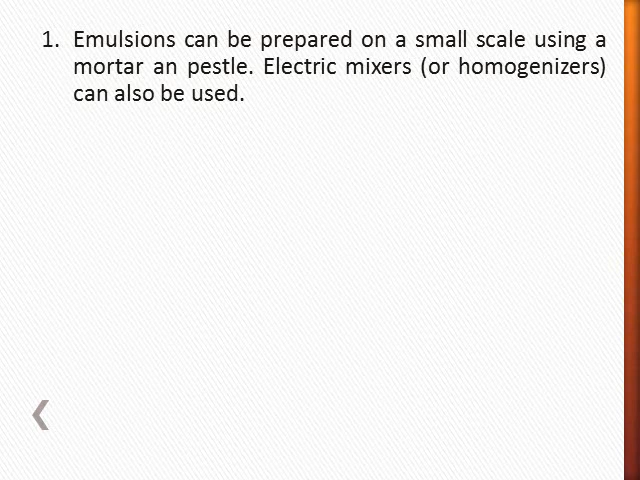 1. Emulsions can be prepared on a small scale using a
mortar an pestle. Electric mixers (or homogenizers)
can also be used.